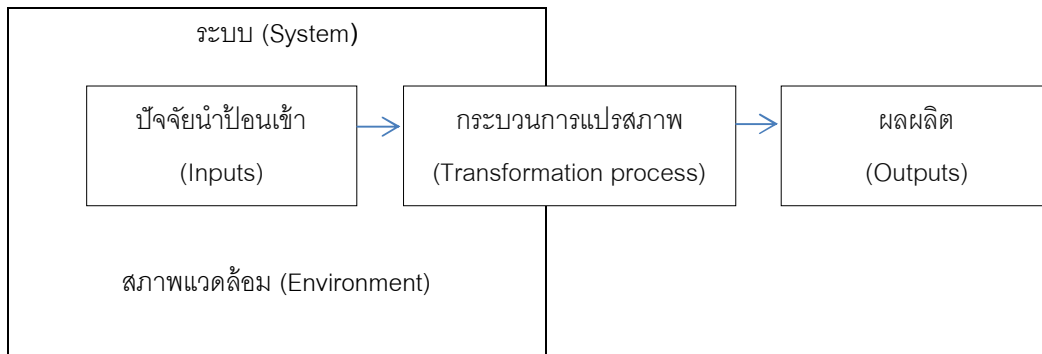 ระบบ (System)
ปัจจัยนำป้อนเข้า
(Inputs)
กระบวนการแปรสภาพ
(Transformation process)
ผลผลิต
(Outputs)
สภาพแวดล้อม (Environment)